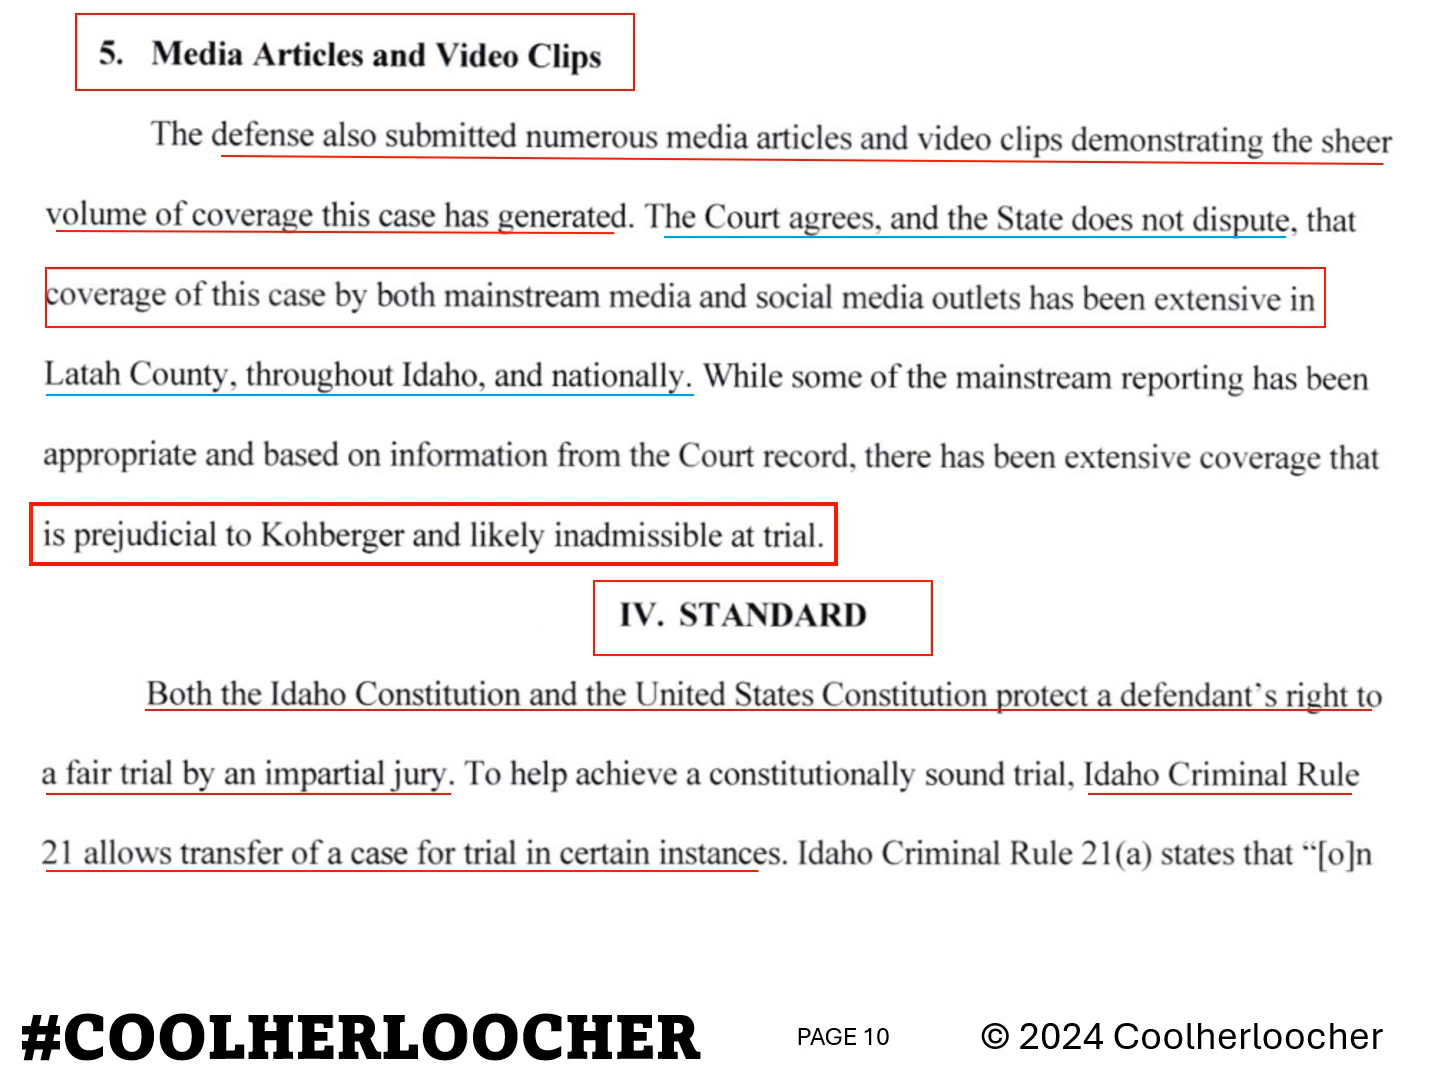 5. Media Articles and Video Clips
The defense also submitted numerous media articles and video clips demonstrating the sheer
volume of coverage this case has generated. The Court agrees, and the State does not dispute, that
coverage of this case by both mainstream media and social media outlets has been extensive in
Latah County, throughout Idaho, and nationally. While some of the mainstream reporting has been
appropriate and based on information from the Court record, there has been extensive coverage that
is prejudicial to Kohberger and likely inadmissible at trial.
IV. STANDARD
Both the Idaho Constitution and the United States Constitution protect a defendant’s right to
a fair trial by an impartial jury. To help achieve a constitutionally sound trial, Idaho Criminal Rule
21 allows transfer of a case for trial in certain instances. Idaho Criminal Rule 21(a) states that “[o]n
#COOLHERLOOCHER PAGE 10 © 2024 Coolherloocher